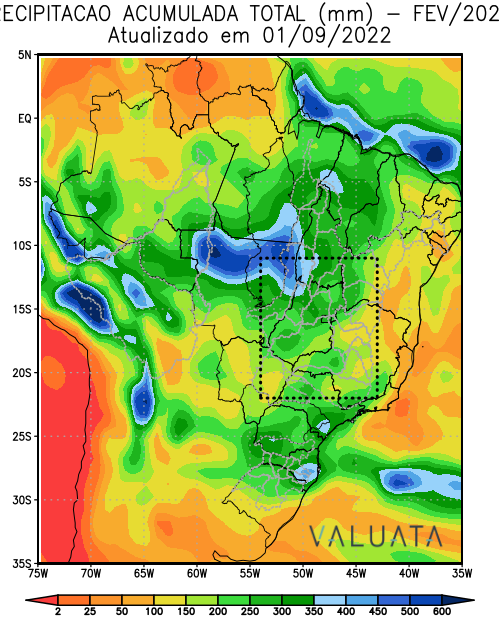 RECIPITACAO ACUMULADA TOTAL (mm) – FEV/202
Atualizado em 01/09/2022
5N
EQ
5S
10S
15S
20S
25S
30S
35S
VALUATA
75W 70W 65W 60W 55W 50W 45W 40W 35W
2 25 50 100 150 200 250 300 350 400 450 500 600